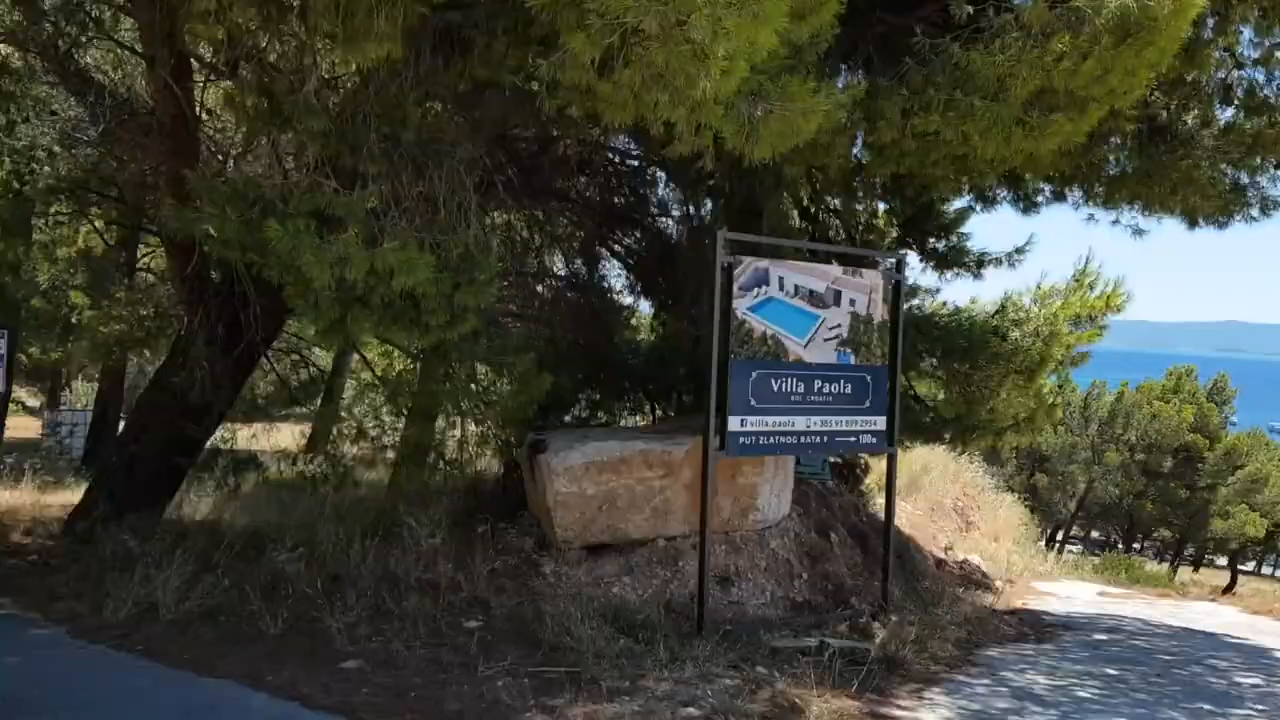 Villa Paola
BOL CROATIA
villa.paola +385 91 899 2954
PUT ZLATNOG RATA 9 100m